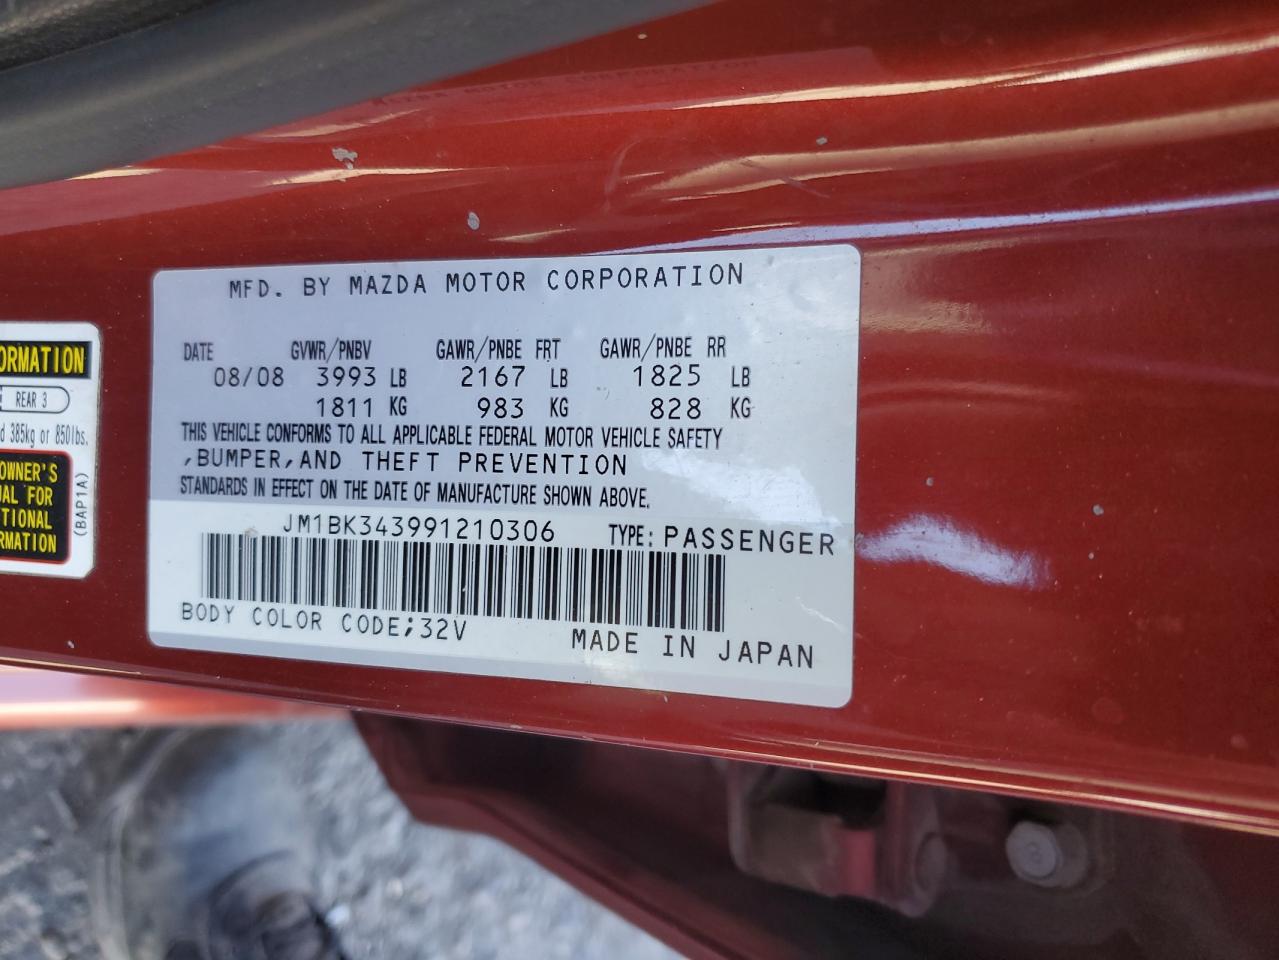 MFD. BY MAZDA MOTOR CORPORATION
DATE GVWR/PNBV GAWR/PNBE FRT GAWR/PNBE RR
08/08 3993 LB 2167 LB 1825 LB
1811 KG 983 KG 828 KG
THIS VEHICLE CONFORMS TO ALL APPLICABLE FEDERAL MOTOR VEHICLE SAFETY
,BUMPER,AND THEFT PREVENTION
STANDARDS IN EFFECT ON THE DATE OF MANUFACTURE SHOWN ABOVE.
JM1BK343991210306 TYPE: PASSENGER
BODY COLOR CODE;32V MADE IN JAPAN
ORMATION
REAR 3
d 385kg or 850lbs.
OWNER'S
UAL FOR
TIONAL
RMATION
(BAP1A)
8